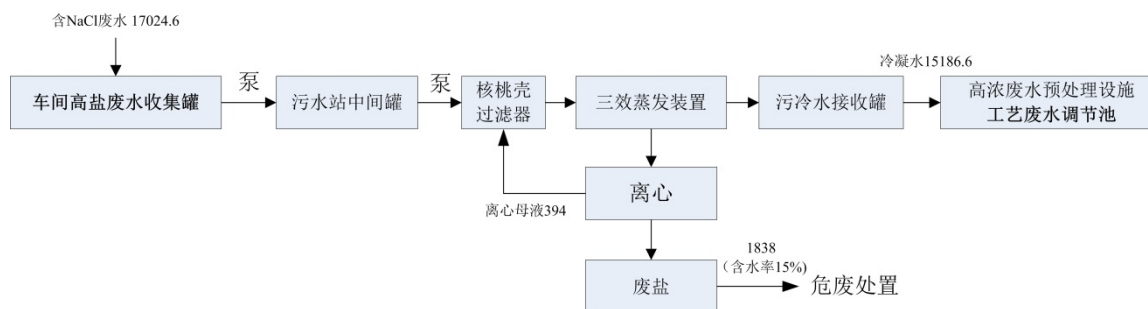 含NaCl废水 17024.6
车间高盐废水收集罐
泵
污水站中间罐
泵
核桃壳
过滤器
三效蒸发装置
污冷水接收罐
冷凝水15186.6
高浓废水预处理设施
工艺废水调节池
离心
离心母液394
废盐
1838
（含水率15%)
危废处置